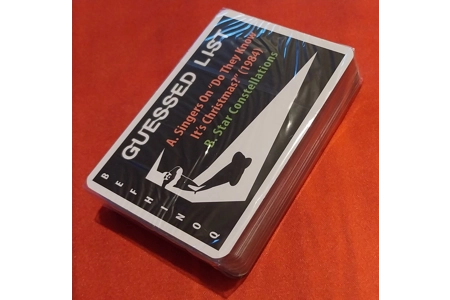 GUESSED LIST
A. Singers On "Do They Know
It's Christmas?" (1984)
B. Star Constellations
B E F H I N O Q